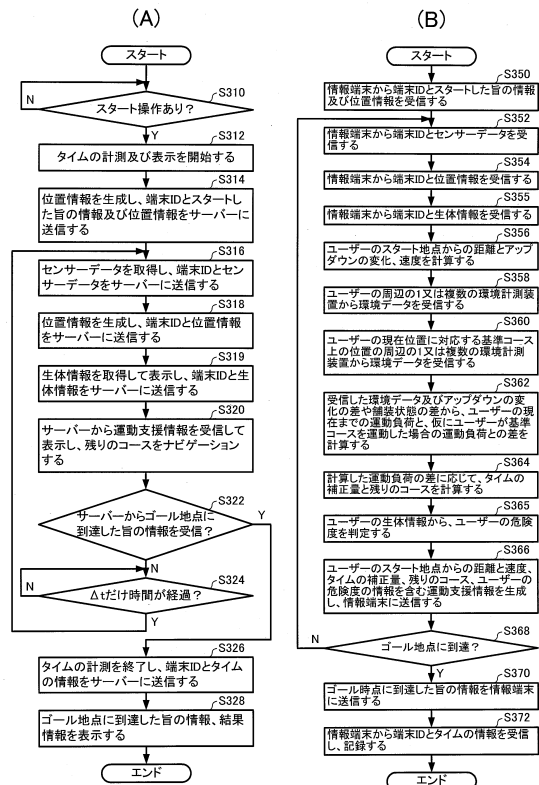 (A)
スタート
S310
スタート操作あり?
N
Y
S312
タイムの計測及び表示を開始する
S314
位置情報を生成し、端末IDとスタートし
た旨の情報及び位置情報をサーバーに
送信する
S316
センサーデータを取得し、端末IDとセン
サーデータをサーバーに送信する
S318
位置情報を生成し、端末IDと位置情報
をサーバーに送信する
S319
生体情報を取得して表示し、端末IDと生
体情報をサーバーに送信する
S320
サーバーから運動支援情報を受信して
表示し、残りのコースをナビゲーション
する
S322
サーバーからゴール地点に
到達した旨の情報を受信?
Y
N
S324
N
Δtだけ時間が経過?
Y
S326
タイムの計測を終了し、端末IDとタイム
の情報をサーバーに送信する
S328
ゴール地点に到達した旨の情報、結果
情報を表示する
エンド
(B)
スタート
S350
情報端末から端末IDとスタートした旨の情報
及び位置情報を受信する
S352
情報端末から端末IDとセンサーデータを受
信する
S354
情報端末から端末IDと位置情報を受信する
S355
情報端末から端末IDと生体情報を受信する
S356
ユーザーのスタート地点からの距離とアップ
ダウンの変化、速度を計算する
S358
ユーザーの周辺の1又は複数の環境計測装
置から環境データを受信する
S360
ユーザーの現在位置に対応する基準コース
上の位置の周辺の1又は複数の環境計測
装置から環境データを受信する
S362
受信した環境データ及びアップダウンの変
化の差や舗装状態の差から、ユーザーの現
在までの運動負荷と、仮にユーザーが基準
コースを運動した場合の運動負荷との差を
計算する
S364
計算した運動負荷の差に応じて、タイムの
補正量と残りのコースを計算する
S365
ユーザーの生体情報から、ユーザーの危険
度を判定する
S366
ユーザーのスタート地点からの距離と速度、
タイムの補正量、残りのコース、ユーザーの
危険度の情報を含む運動支援情報を生成
し、情報端末に送信する
S368
N
ゴール地点に到達?
Y
S370
ゴール時点に到達した旨の情報を情報端末
に送信する
S372
情報端末から端末IDとタイムの情報を受信
し、記録する
エンド